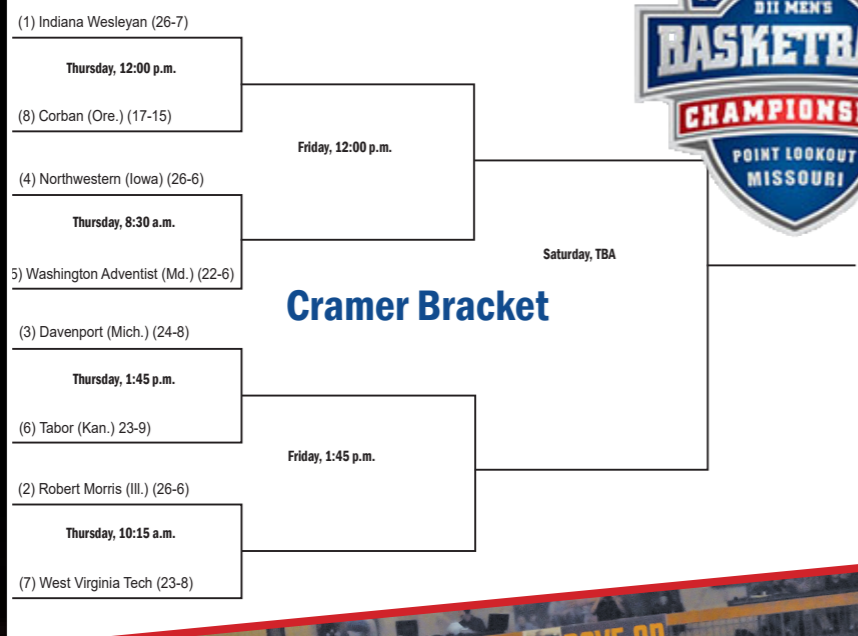 (1) Indiana Wesleyan (26-7)
Thursday, 12:00 p.m.
(8) Corban (Ore.) (17-15)
Friday, 12:00 p.m.
(4) Northwestern (Iowa) (26-6)
Thursday, 8:30 a.m.
5) Washington Adventist (Md.) (22-6)
Saturday, TBA
Cramer Bracket
(3) Davenport (Mich.) (24-8)
Thursday, 1:45 p.m.
(6) Tabor (Kan.) 23-9)
Friday, 1:45 p.m.
(2) Robert Morris (Ill.) (26-6)
Thursday, 10:15 a.m.
(7) West Virginia Tech (23-8)
DII MEN'S
BASKETBA
CHAMPIONS
POINT LOOKOUT
MISSOURI